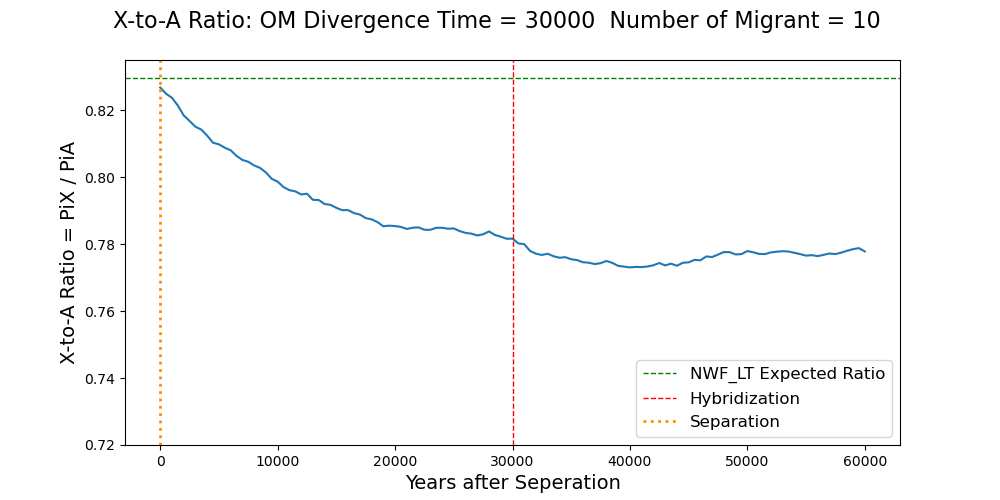 X-to-A Ratio: OM Divergence Time = 30000  Number of Migrant = 10
X-to-A Ratio = PiX / PiA
0.82
0.80
0.78
0.76
0.74
0.72
NWF_LT Expected Ratio
Hybridization
Separation
0 10000 20000 30000 40000 50000 60000
Years after Seperation